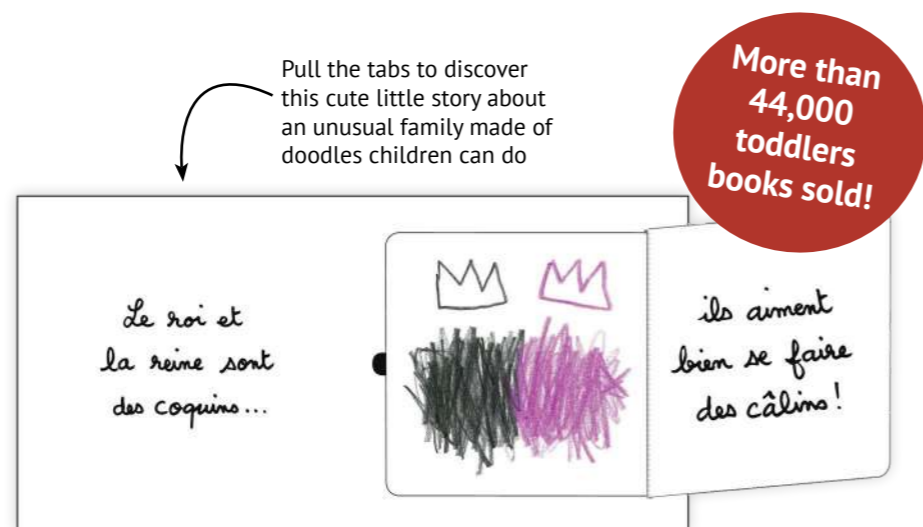 Pull the tabs to discover
this cute little story about
an unusual family made of
doodles children can do
More than
44,000
toddlers
books sold!
Le roi et
la reine sont
des coquins...
ils aiment
bien se faire
des câlins !